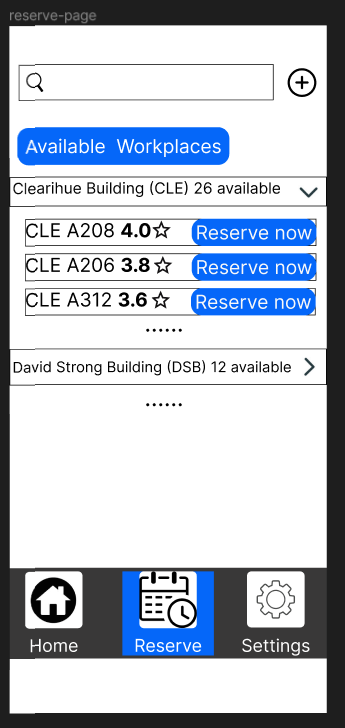 reserve-page
Available Workplaces
Clearihue Building (CLE) 26 available
CLE A208 4.0 Reserve now
CLE A206 3.8 Reserve now
CLE A312 3.6 Reserve now
......
David Strong Building (DSB) 12 available
......
Home Reserve Settings